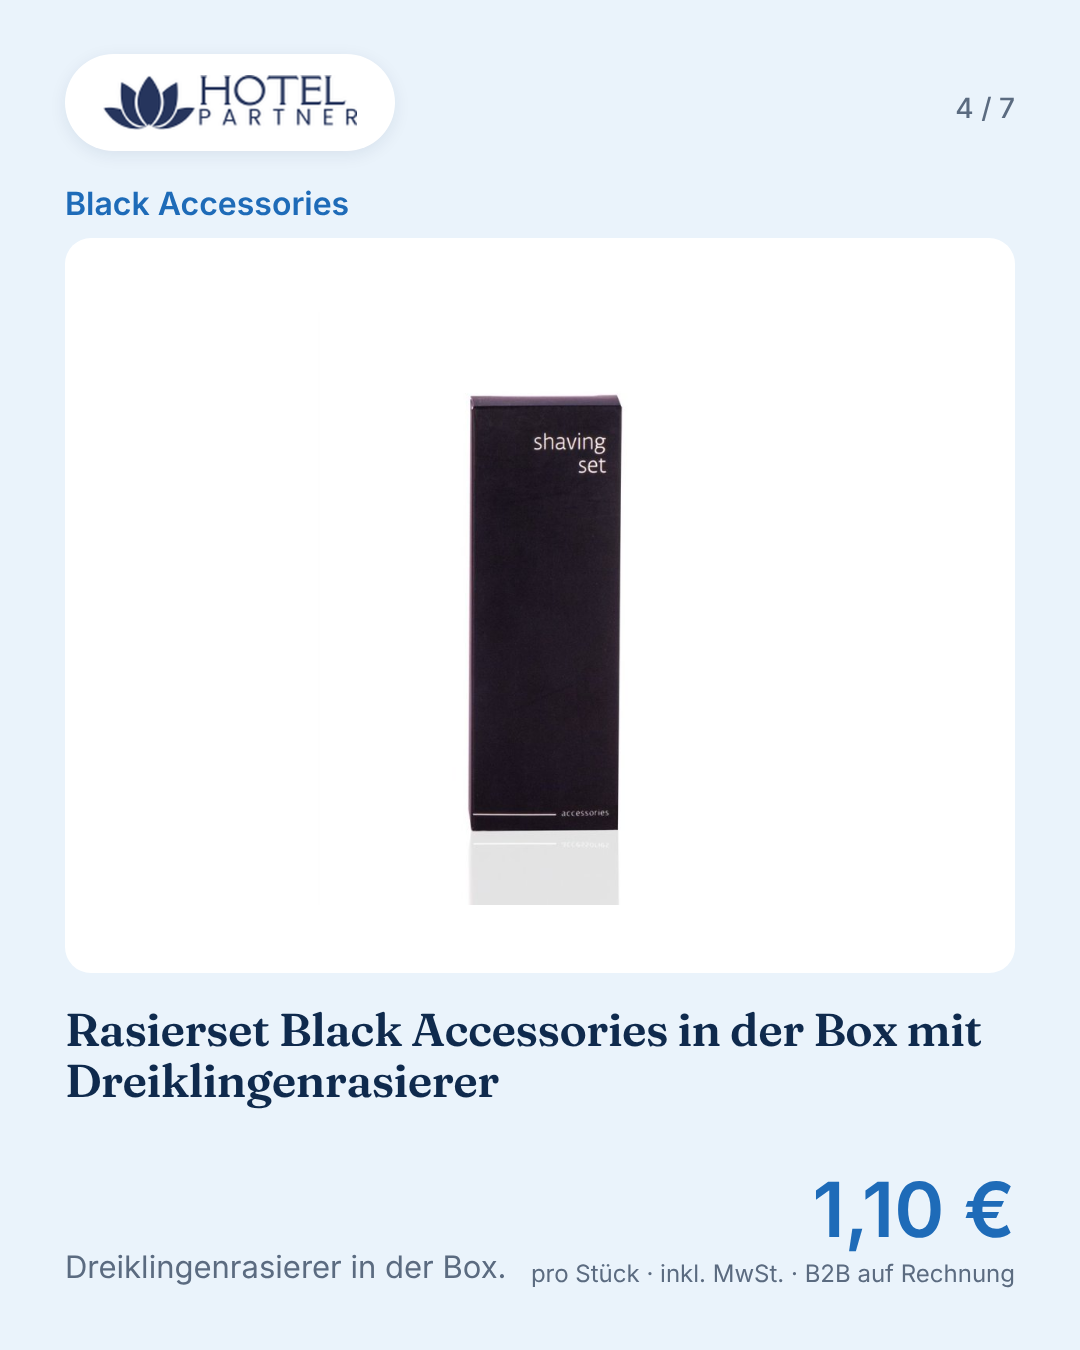 HOTEL
PARTNER
4 / 7
Black Accessories
shaving
set
accessories
Rasierset Black Accessories in der Box mit
Dreiklingenrasierer
1,10 €
Dreiklingenrasierer in der Box.
pro Stück · inkl. MwSt. · B2B auf Rechnung